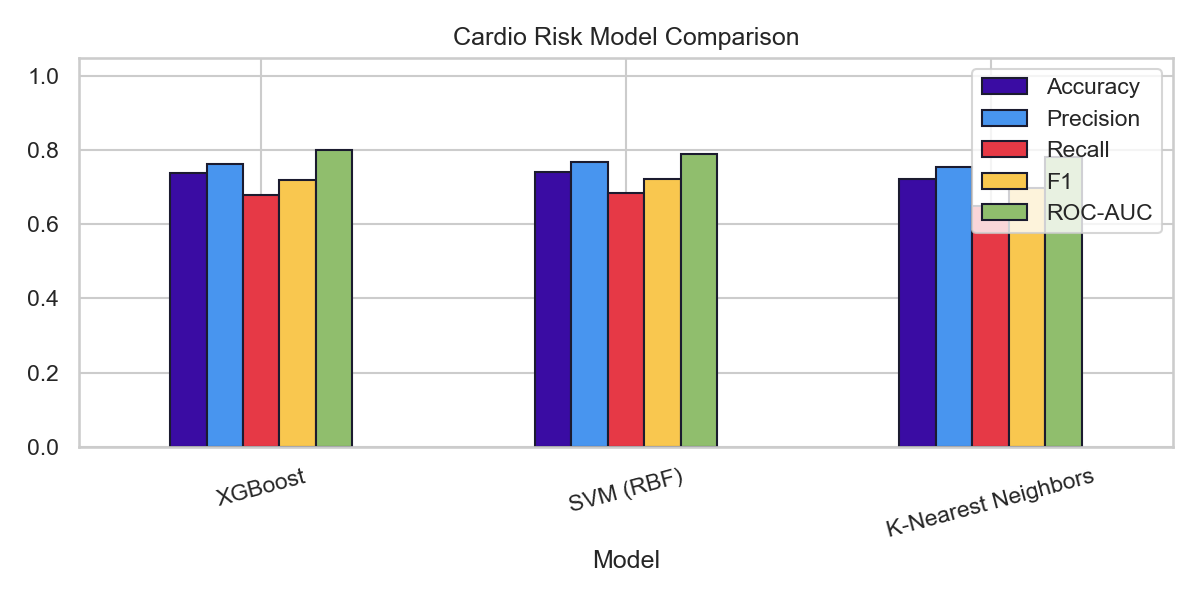 Cardio Risk Model Comparison
1.0
0.8
0.6
0.4
0.2
0.0
Accuracy
Precision
Recall
F1
ROC-AUC
XGBoost
SVM (RBF)
K-Nearest Neighbors
Model